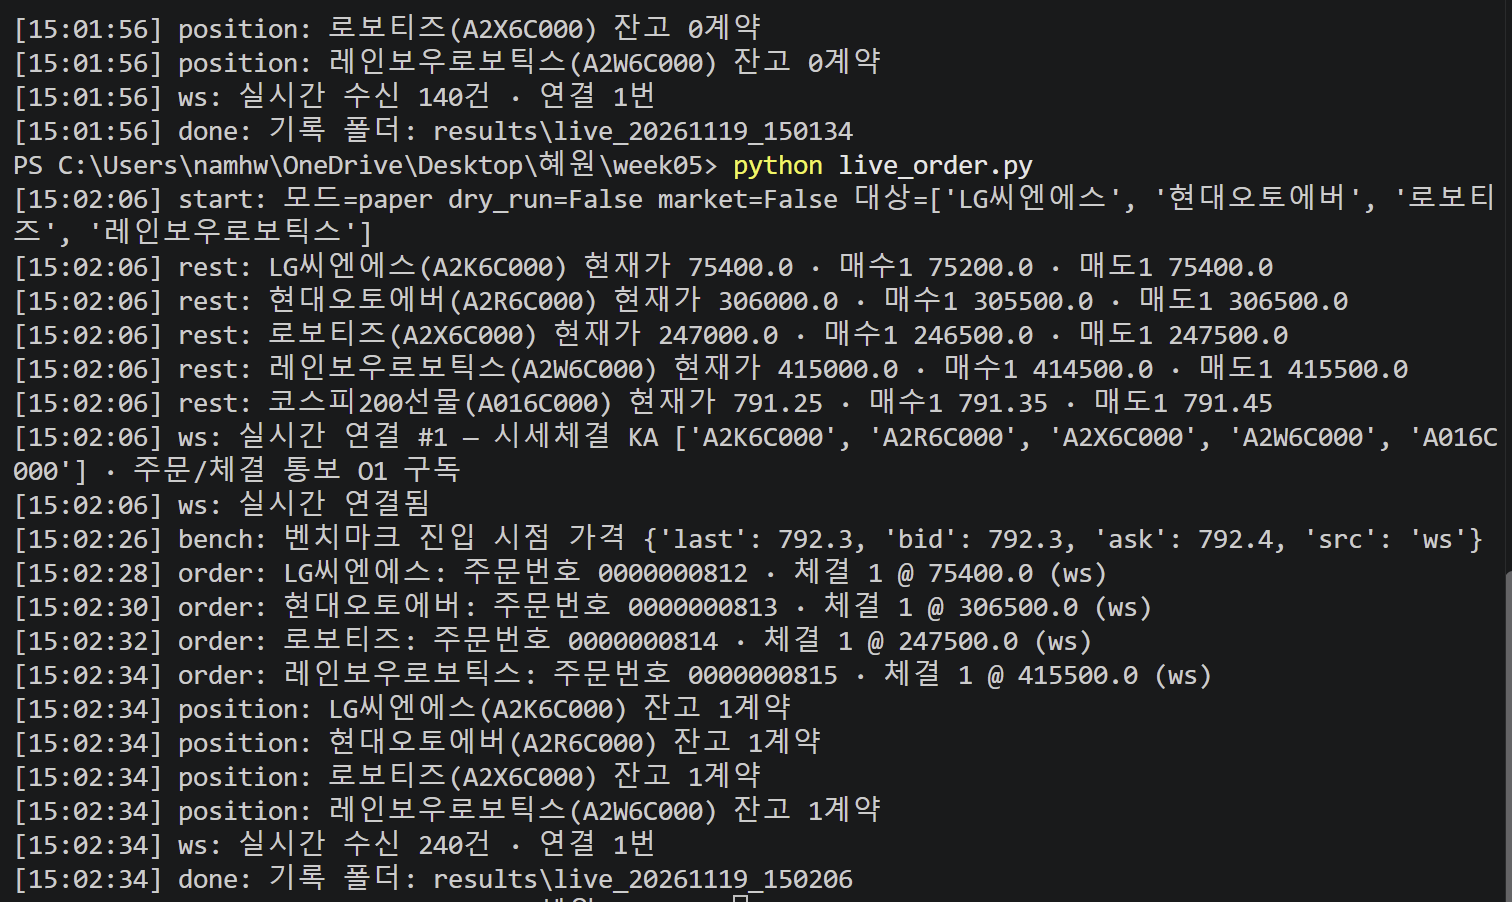 [15:01:56] position: 로보티즈(A2X6C000) 잔고 0계약
[15:01:56] position: 레인보우로보틱스(A2W6C000) 잔고 0계약
[15:01:56] ws: 실시간 수신 140건 · 연결 1번
[15:01:56] done: 기록 폴더: results\live_20261119_150134
PS C:\Users\namhw\OneDrive\Desktop\혜원\week05> python live_order.py
[15:02:06] start: 모드=paper dry_run=False market=False 대상=['LG씨엔에스', '현대오토에버', '로보티
즈', '레인보우로보틱스']
[15:02:06] rest: LG씨엔에스(A2K6C000) 현재가 75400.0 · 매수1 75200.0 · 매도1 75400.0
[15:02:06] rest: 현대오토에버(A2R6C000) 현재가 306000.0 · 매수1 305500.0 · 매도1 306500.0
[15:02:06] rest: 로보티즈(A2X6C000) 현재가 247000.0 · 매수1 246500.0 · 매도1 247500.0
[15:02:06] rest: 레인보우로보틱스(A2W6C000) 현재가 415000.0 · 매수1 414500.0 · 매도1 415500.0
[15:02:06] rest: 코스피200선물(A016C000) 현재가 791.25 · 매수1 791.35 · 매도1 791.45
[15:02:06] ws: 실시간 연결 #1 — 시세체결 KA ['A2K6C000', 'A2R6C000', 'A2X6C000', 'A2W6C000', 'A016C
000'] · 주문/체결 통보 O1 구독
[15:02:06] ws: 실시간 연결됨
[15:02:26] bench: 벤치마크 진입 시점 가격 {'last': 792.3, 'bid': 792.3, 'ask': 792.4, 'src': 'ws'}
[15:02:28] order: LG씨엔에스: 주문번호 0000000812 · 체결 1 @ 75400.0 (ws)
[15:02:30] order: 현대오토에버: 주문번호 0000000813 · 체결 1 @ 306500.0 (ws)
[15:02:32] order: 로보티즈: 주문번호 0000000814 · 체결 1 @ 247500.0 (ws)
[15:02:34] order: 레인보우로보틱스: 주문번호 0000000815 · 체결 1 @ 415500.0 (ws)
[15:02:34] position: LG씨엔에스(A2K6C000) 잔고 1계약
[15:02:34] position: 현대오토에버(A2R6C000) 잔고 1계약
[15:02:34] position: 로보티즈(A2X6C000) 잔고 1계약
[15:02:34] position: 레인보우로보틱스(A2W6C000) 잔고 1계약
[15:02:34] ws: 실시간 수신 240건 · 연결 1번
[15:02:34] done: 기록 폴더: results\live_20261119_150206